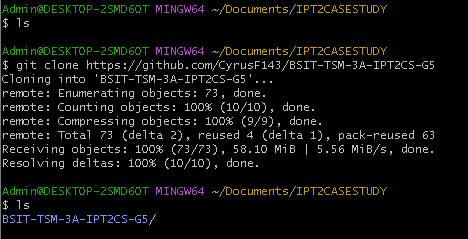 Admin@DESKTOP-2SMD6OT MINGW64 ~/Documents/IPT2CASESTUDY
$ ls
Admin@DESKTOP-2SMD6OT MINGW64 ~/Documents/IPT2CASESTUDY
$ git clone https://github.com/CyrusF143/BSIT-TSM-3A-IPT2CS-G5
Cloning into 'BSIT-TSM-3A-IPT2CS-G5'...
remote: Enumerating objects: 73, done.
remote: Counting objects: 100% (10/10), done.
remote: Compressing objects: 100% (9/9), done.
remote: Total 73 (delta 2), reused 4 (delta 1), pack-reused 63
Receiving objects: 100% (73/73), 58.10 MiB | 5.56 MiB/s, done.
Resolving deltas: 100% (10/10), done.
Admin@DESKTOP-2SMD6OT MINGW64 ~/Documents/IPT2CASESTUDY
$ ls
BSIT-TSM-3A-IPT2CS-G5/